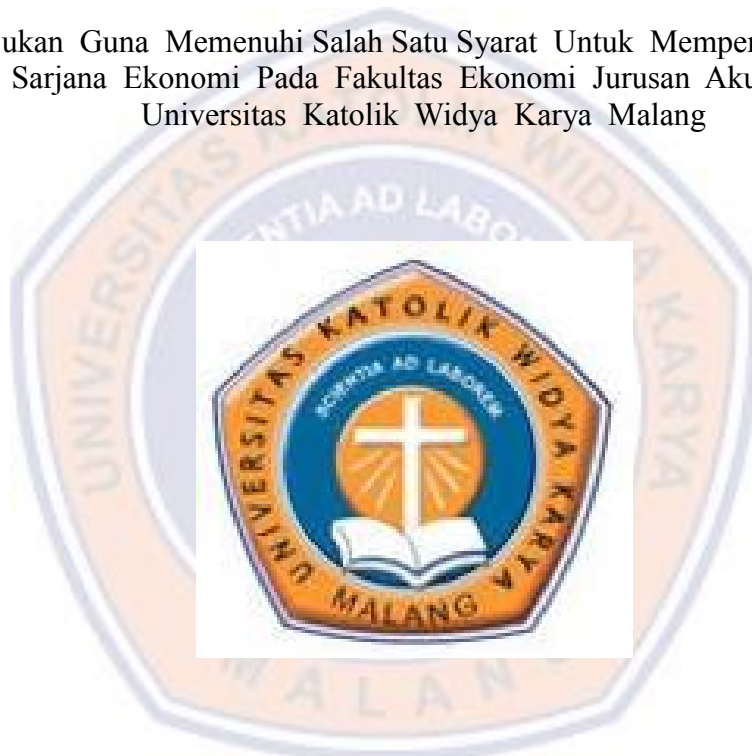 ukan Guna Memenuhi Salah Satu Syarat Untuk Memper
Sarjana Ekonomi Pada Fakultas Ekonomi Jurusan Aku
Universitas Katolik Widya Karya Malang
UNIVERSITAS KATOLIK WIDYA KARYA
SCIENTIA AD LABOREM
MALANG